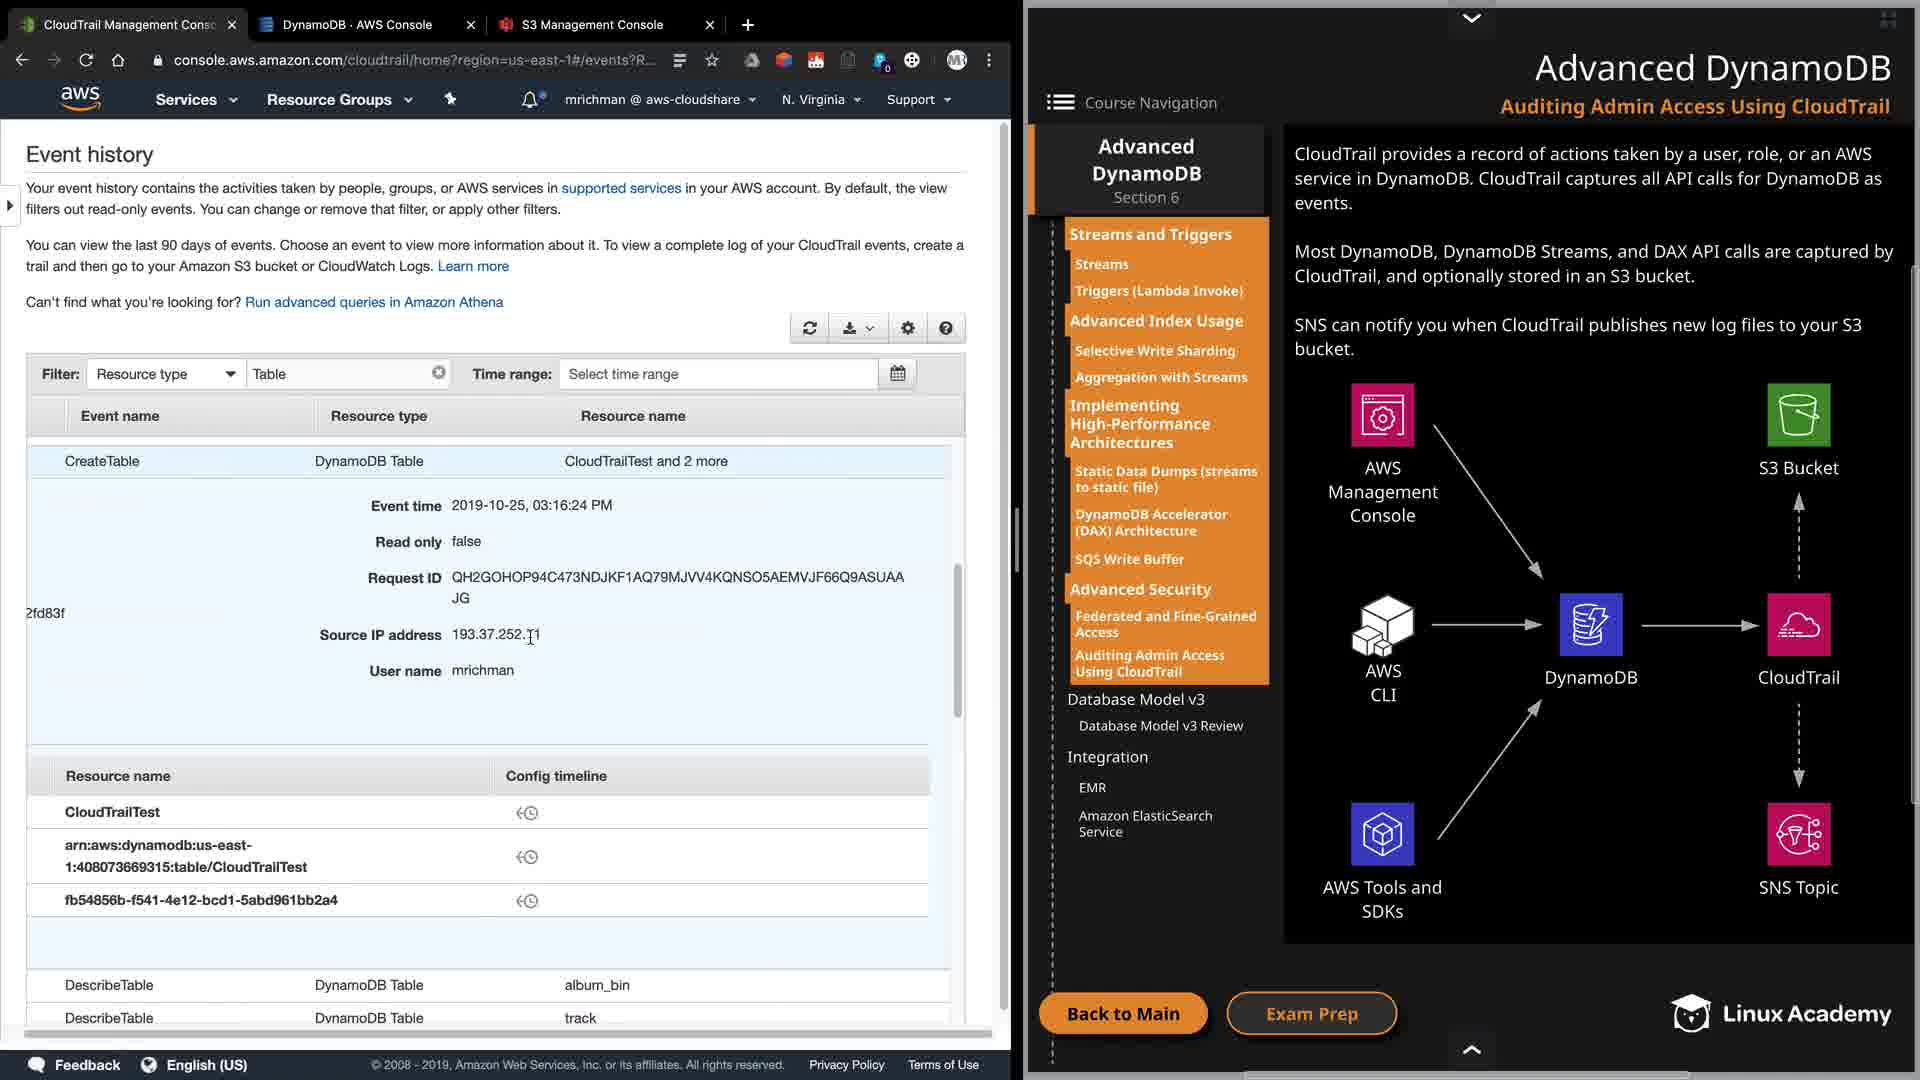 CloudTrail Management Consc
DynamoDB · AWS Console
S3 Management Console
console.aws.amazon.com/cloudtrail/home?region=us-east-1#/events?R...
aws
Services
Resource Groups
mrichman @ aws-cloudshare
N. Virginia
Support
Event history
Your event history contains the activities taken by people, groups, or AWS services in supported services in your AWS account. By default, the view
filters out read-only events. You can change or remove that filter, or apply other filters.
You can view the last 90 days of events. Choose an event to view more information about it. To view a complete log of your CloudTrail events, create a
trail and then go to your Amazon S3 bucket or CloudWatch Logs. Learn more
Can't find what you're looking for? Run advanced queries in Amazon Athena
Filter:
Resource type
Table
Time range:
Select time range
Event name
Resource type
Resource name
CreateTable
DynamoDB Table
CloudTrailTest and 2 more
Event time 2019-10-25, 03:16:24 PM
Read only false
Request ID QH2GOHOP94C473NDJKF1AQ79MJVV4KQNSO5AEMVJF66Q9ASUAA
JG
2fd83f
Source IP address
User name mrichman
Resource name
Config timeline
CloudTrailTest
arn:aws:dynamodb:us-east-
1:408073669315:table/CloudTrailTest
fb54856b-f541-4e12-bcd1-5abd961bb2a4
DescribeTable
DynamoDB Table
album_bin
DescribeTable
DynamoDB Table
track
Feedback
English (US)
© 2008 - 2019, Amazon Web Services, Inc. or its affiliates. All rights reserved.
Privacy Policy
Terms of Use
Advanced DynamoDB
Auditing Admin Access Using CloudTrail
Course Navigation
Advanced
DynamoDB
Section 6
Streams and Triggers
Streams
Triggers (Lambda Invoke)
Advanced Index Usage
Selective Write Sharding
Aggregation with Streams
Implementing
High-Performance
Architectures
Static Data Dumps (streams
to static file)
DynamoDB Accelerator
(DAX) Architecture
SQS Write Buffer
Advanced Security
Federated and Fine-Grained
Access
Auditing Admin Access
Using CloudTrail
Database Model v3
Database Model v3 Review
Integration
EMR
Amazon ElasticSearch
Service
CloudTrail provides a record of actions taken by a user, role, or an AWS
service in DynamoDB. CloudTrail captures all API calls for DynamoDB as
events.
Most DynamoDB, DynamoDB Streams, and DAX API calls are captured by
CloudTrail, and optionally stored in an S3 bucket.
SNS can notify you when CloudTrail publishes new log files to your S3
bucket.
AWS
Management
Console
S3 Bucket
AWS
CLI
DynamoDB
CloudTrail
AWS Tools and
SDKs
SNS Topic
Back to Main
Exam Prep
Linux Academy